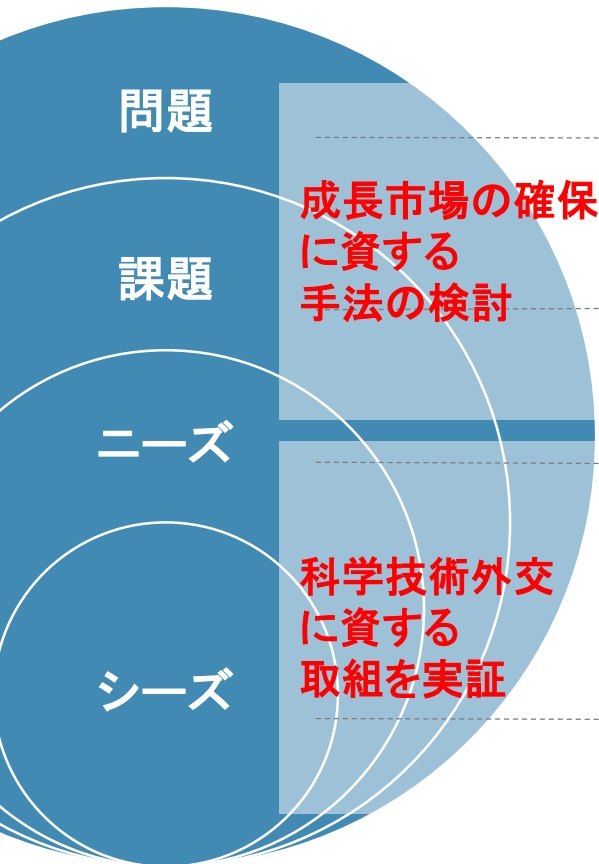 問題
成長市場の確保
に資する
手法の検討
課題
ニーズ
科学技術外交
に資する
取組を実証
シーズ